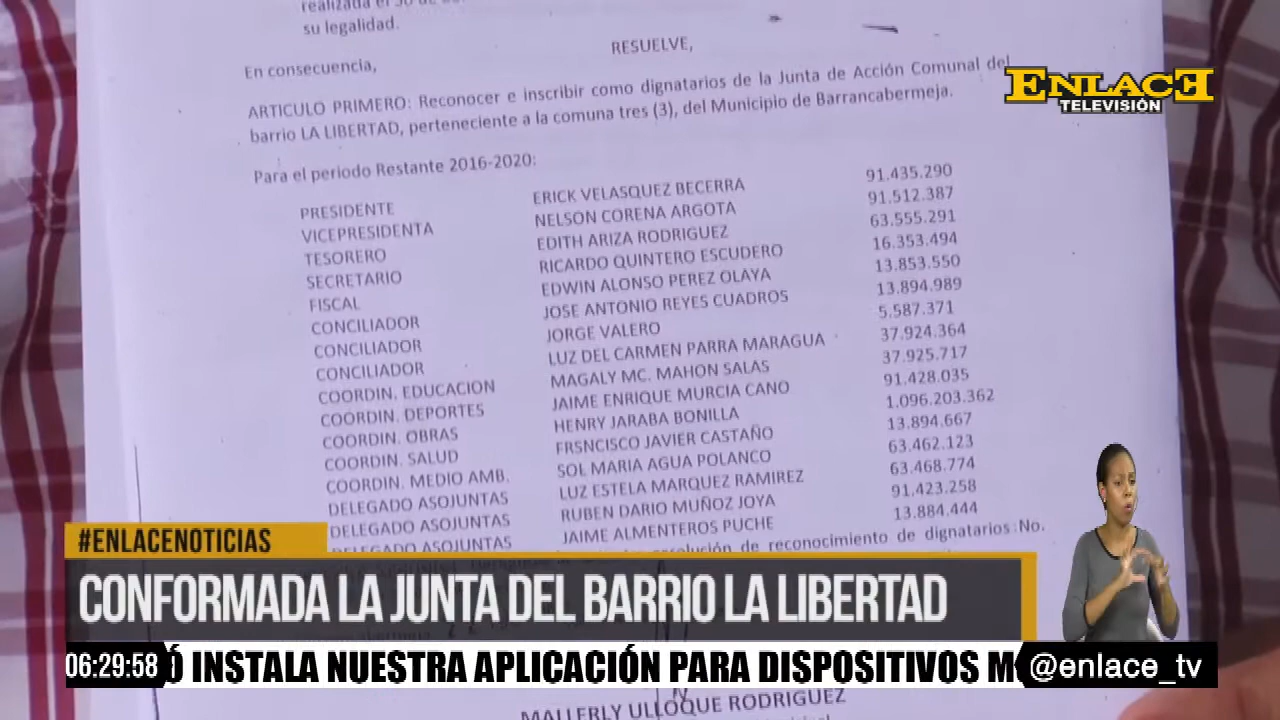 realizada el
su legalidad.
RESUELVE,
En consecuencia,
ARTICULO PRIMERO: Reconocer e inscribir como dignatarios de la Junta de Acción Comunal del
barrio LA LIBERTAD, perteneciente a la comuna tres (3), del Municipio de Barrancabermeja.
Para el periodo Restante 2016-2020:
PRESIDENTE ERICK VELASQUEZ BECERRA 91.435.290
VICEPRESIDENTA NELSON CORENA ARGOTA 91.512.387
TESORERO EDITH ARIZA RODRIGUEZ 63.555.291
SECRETARIO RICARDO QUINTERO ESCUDERO 16.353.494
FISCAL EDWIN ALONSO PEREZ OLAYA 13.853.550
CONCILIADOR JOSE ANTONIO REYES CUADROS 13.894.989
CONCILIADOR JORGE VALERO 5.587.371
CONCILIADOR LUZ DEL CARMEN PARRA MARAGUA 37.924.364
COORDIN. EDUCACION MAGALY MC. MAHON SALAS 37.925.717
COORDIN. DEPORTES JAIME ENRIQUE MURCIA CANO 91.428.035
COORDIN. OBRAS HENRY JARABA BONILLA 1.096.203.362
COORDIN. SALUD FRSNCISCO JAVIER CASTAÑO 13.894.667
COORDIN. MEDIO AMB. SOL MARIA AGUA POLANCO 63.462.123
DELEGADO ASOJUNTAS LUZ ESTELA MARQUEZ RAMIREZ 63.468.774
DELEGADO ASOJUNTAS RUBEN DARIO MUÑOZ JOYA 91.423.258
DELEGADO ASOJUNTAS JAIME ALMENTEROS PUCHE 13.884.444
resolución de reconocimiento de dignatarios No.
MALLERLY ULLOQUE RODRIGUEZ
ENLACE
TELEVISIÓN
#ENLACENOTICIAS
CONFORMADA LA JUNTA DEL BARRIO LA LIBERTAD
06:29:58 Ó INSTALA NUESTRA APLICACIÓN PARA DISPOSITIVOS M @enlace_tv